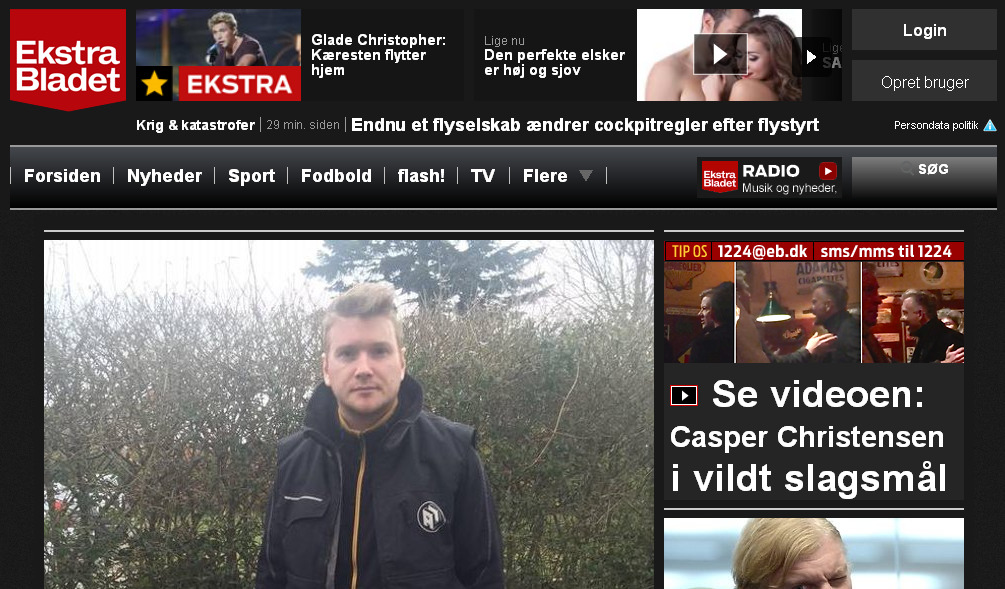 Ekstra
Bladet
EKSTRA
Glade Christopher:
Kæresten flytter
hjem
Lige nu
Den perfekte elsker
er høj og sjov
Lige
SA
Login
Opret bruger
Krig & katastrofer
29 min. siden
Endnu et flyselskab ændrer cockpitregler efter flystyrt
Persondata politik
Forsiden
Nyheder
Sport
Fodbold
flash!
TV
Flere
Ekstra
Bladet
RADIO
Musik og nyheder,
SØG
TIP OS 1224@eb.dk sms/mms til 1224
ADAMAS
CIGARETTES
Se videoen:
Casper Christensen
i vildt slagsmål